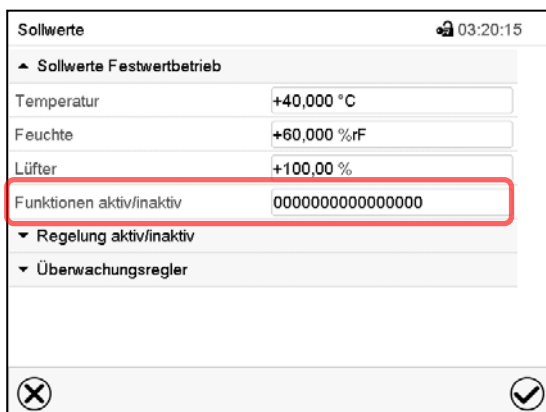 Sollwerte 03:20:15
Sollwerte Festwertbetrieb
Temperatur +40,000 °C
Feuchte +60,000 %rF
Lüfter +100,00 %
Funktionen aktiv/inaktiv 0000000000000000
Regelung aktiv/inaktiv
Überwachungsregler